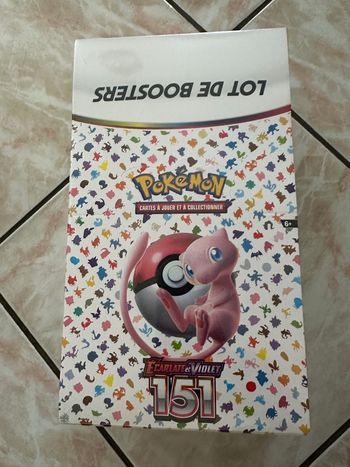 LOT DE BOOSTERS
POKÉMON
CARTES À JOUER ET À COLLECTIONNER
6+
ÉCARLATE et VIOLET
151